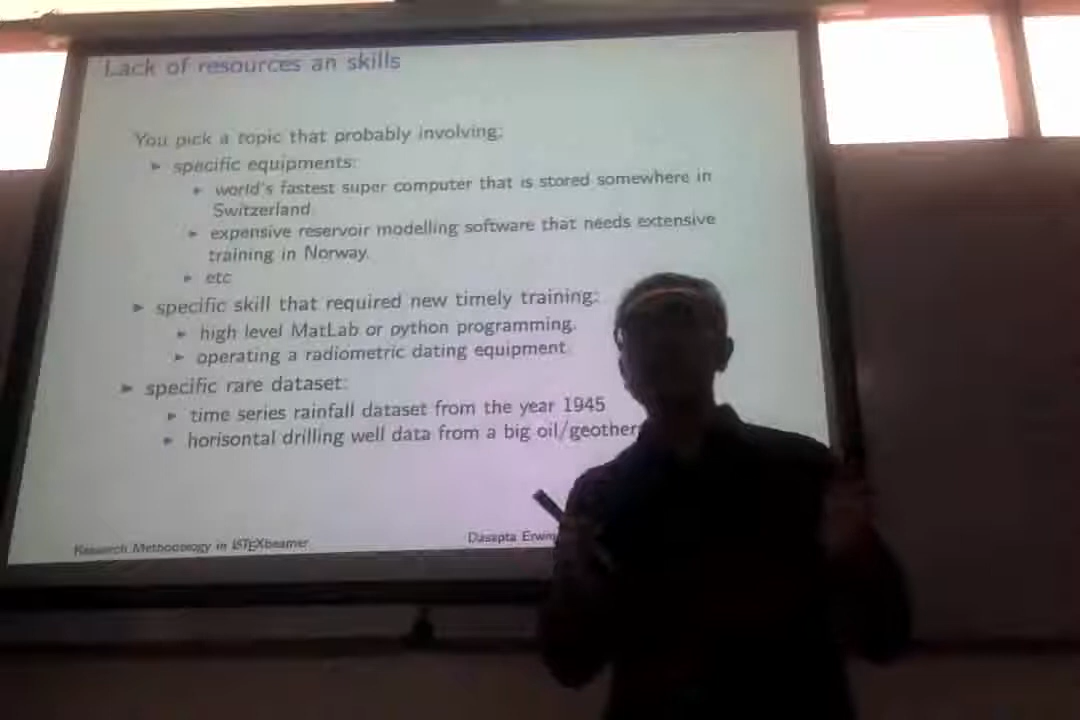 Lack of resources an skills
You pick a topic that probably involving:
► specific equipments:
► world's fastest super computer that is stored somewhere in
Switzerland
► expensive reservoir modelling software that needs extensive
training in Norway.
► etc
► specific skill that required new timely training:
► high level MatLab or python programming.
► operating a radiometric dating equipment
► specific rare dataset:
► time series rainfall dataset from the year 1945
► horisontal drilling well data from a big oil/geother
Research Methodology in LATEXbeamer
Dasapta Erwin